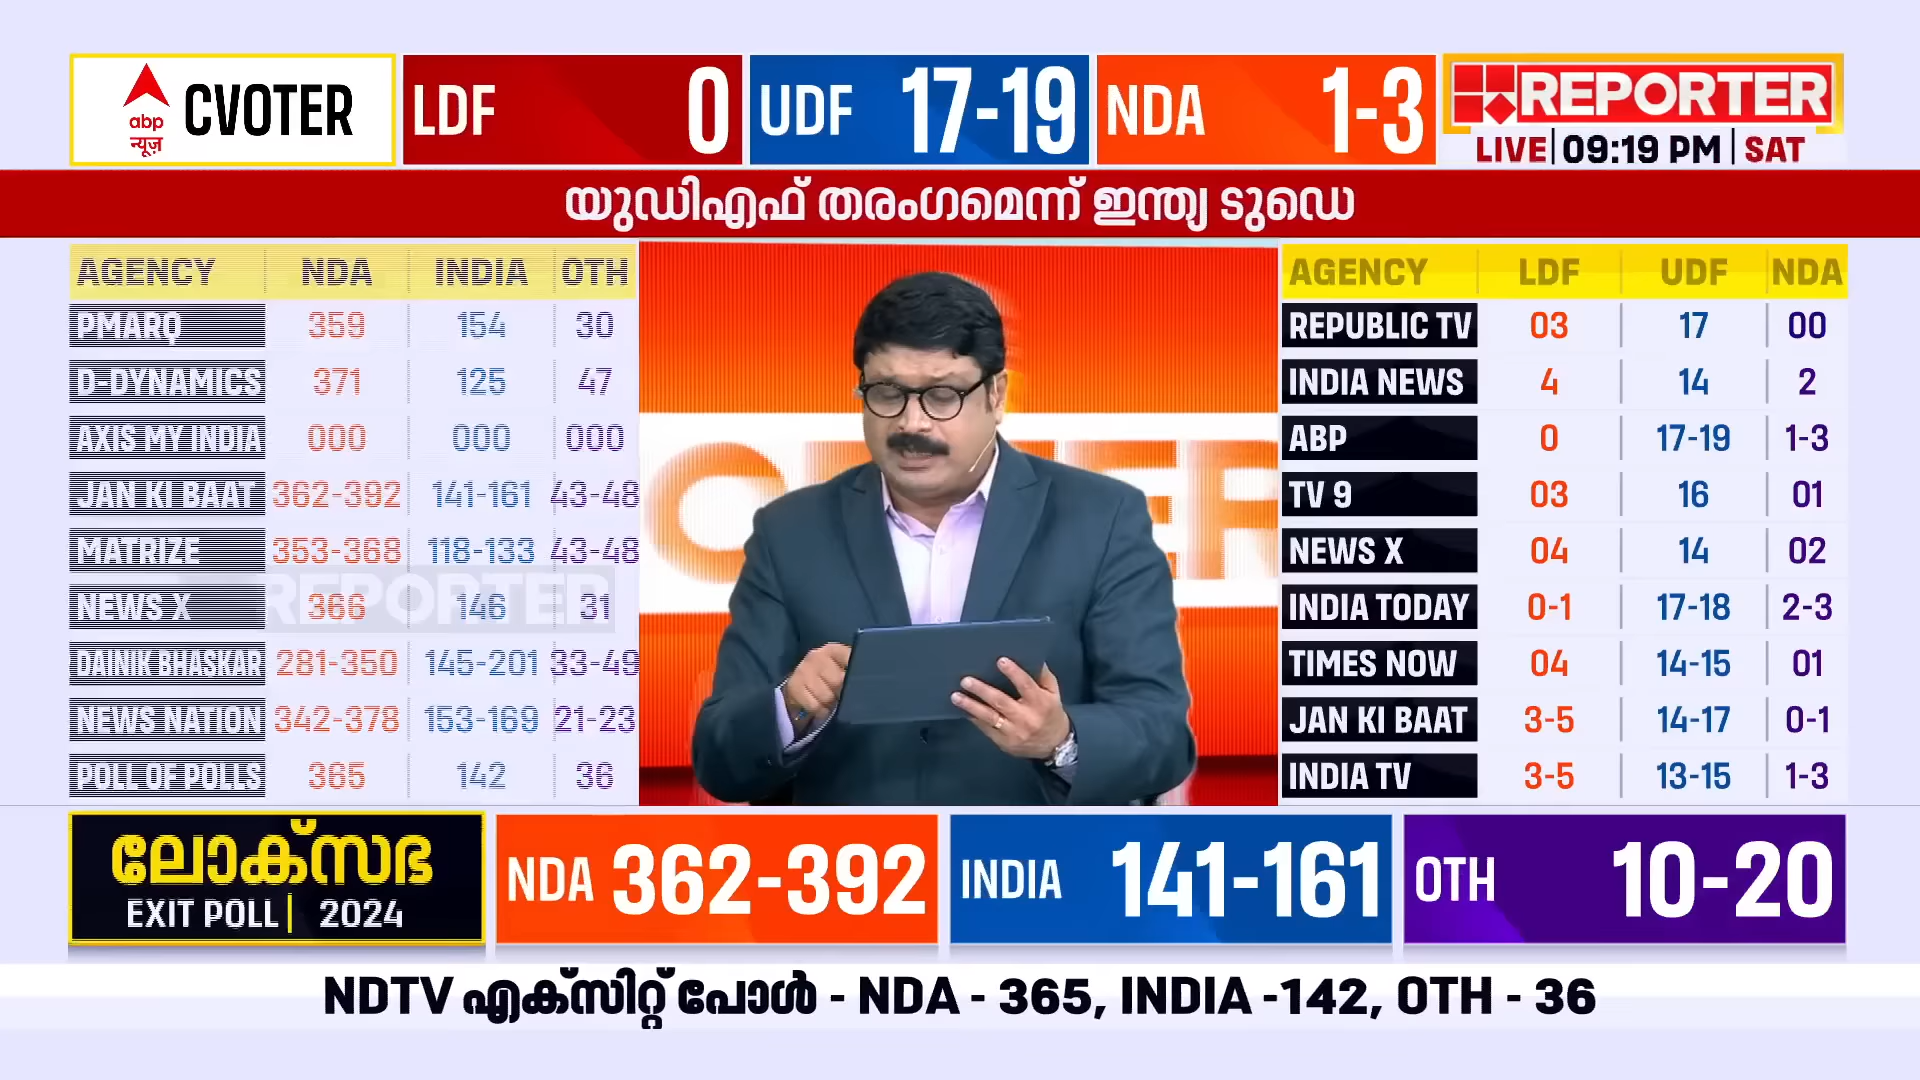 abp न्यूज़ CVOTER LDF 0 UDF 17-19 NDA 1-3 REPORTER
LIVE 09:19 PM SAT
യുഡിഎഫ് തരംഗമെന്ന് ഇന്ത്യ ടുഡെ
AGENCY NDA INDIA OTH
PMARQ 359 154 30
D-DYNAMICS 371 125 47
AXIS MY INDIA 000 000 000
JAN KI BAAT 362-392 141-161 43-48
MATRIZE 353-368 118-133 43-48
NEWS X 366 146 31
REPORTER
DAINIK BHASKAR 281-350 145-201 33-49
NEWS NATION 342-378 153-169 21-23
POLL OF POLLS 365 142 36
AGENCY LDF UDF NDA
REPUBLIC TV 03 17 00
INDIA NEWS 4 14 2
ABP 0 17-19 1-3
TV 9 03 16 01
NEWS X 04 14 02
INDIA TODAY 0-1 17-18 2-3
TIMES NOW 04 14-15 01
JAN KI BAAT 3-5 14-17 0-1
INDIA TV 3-5 13-15 1-3
ലോക്സഭ
EXIT POLL | 2024
NDA 362-392 INDIA 141-161 OTH 10-20
NDTV എക്സിറ്റ് പോൾ - NDA - 365, INDIA -142, OTH - 36